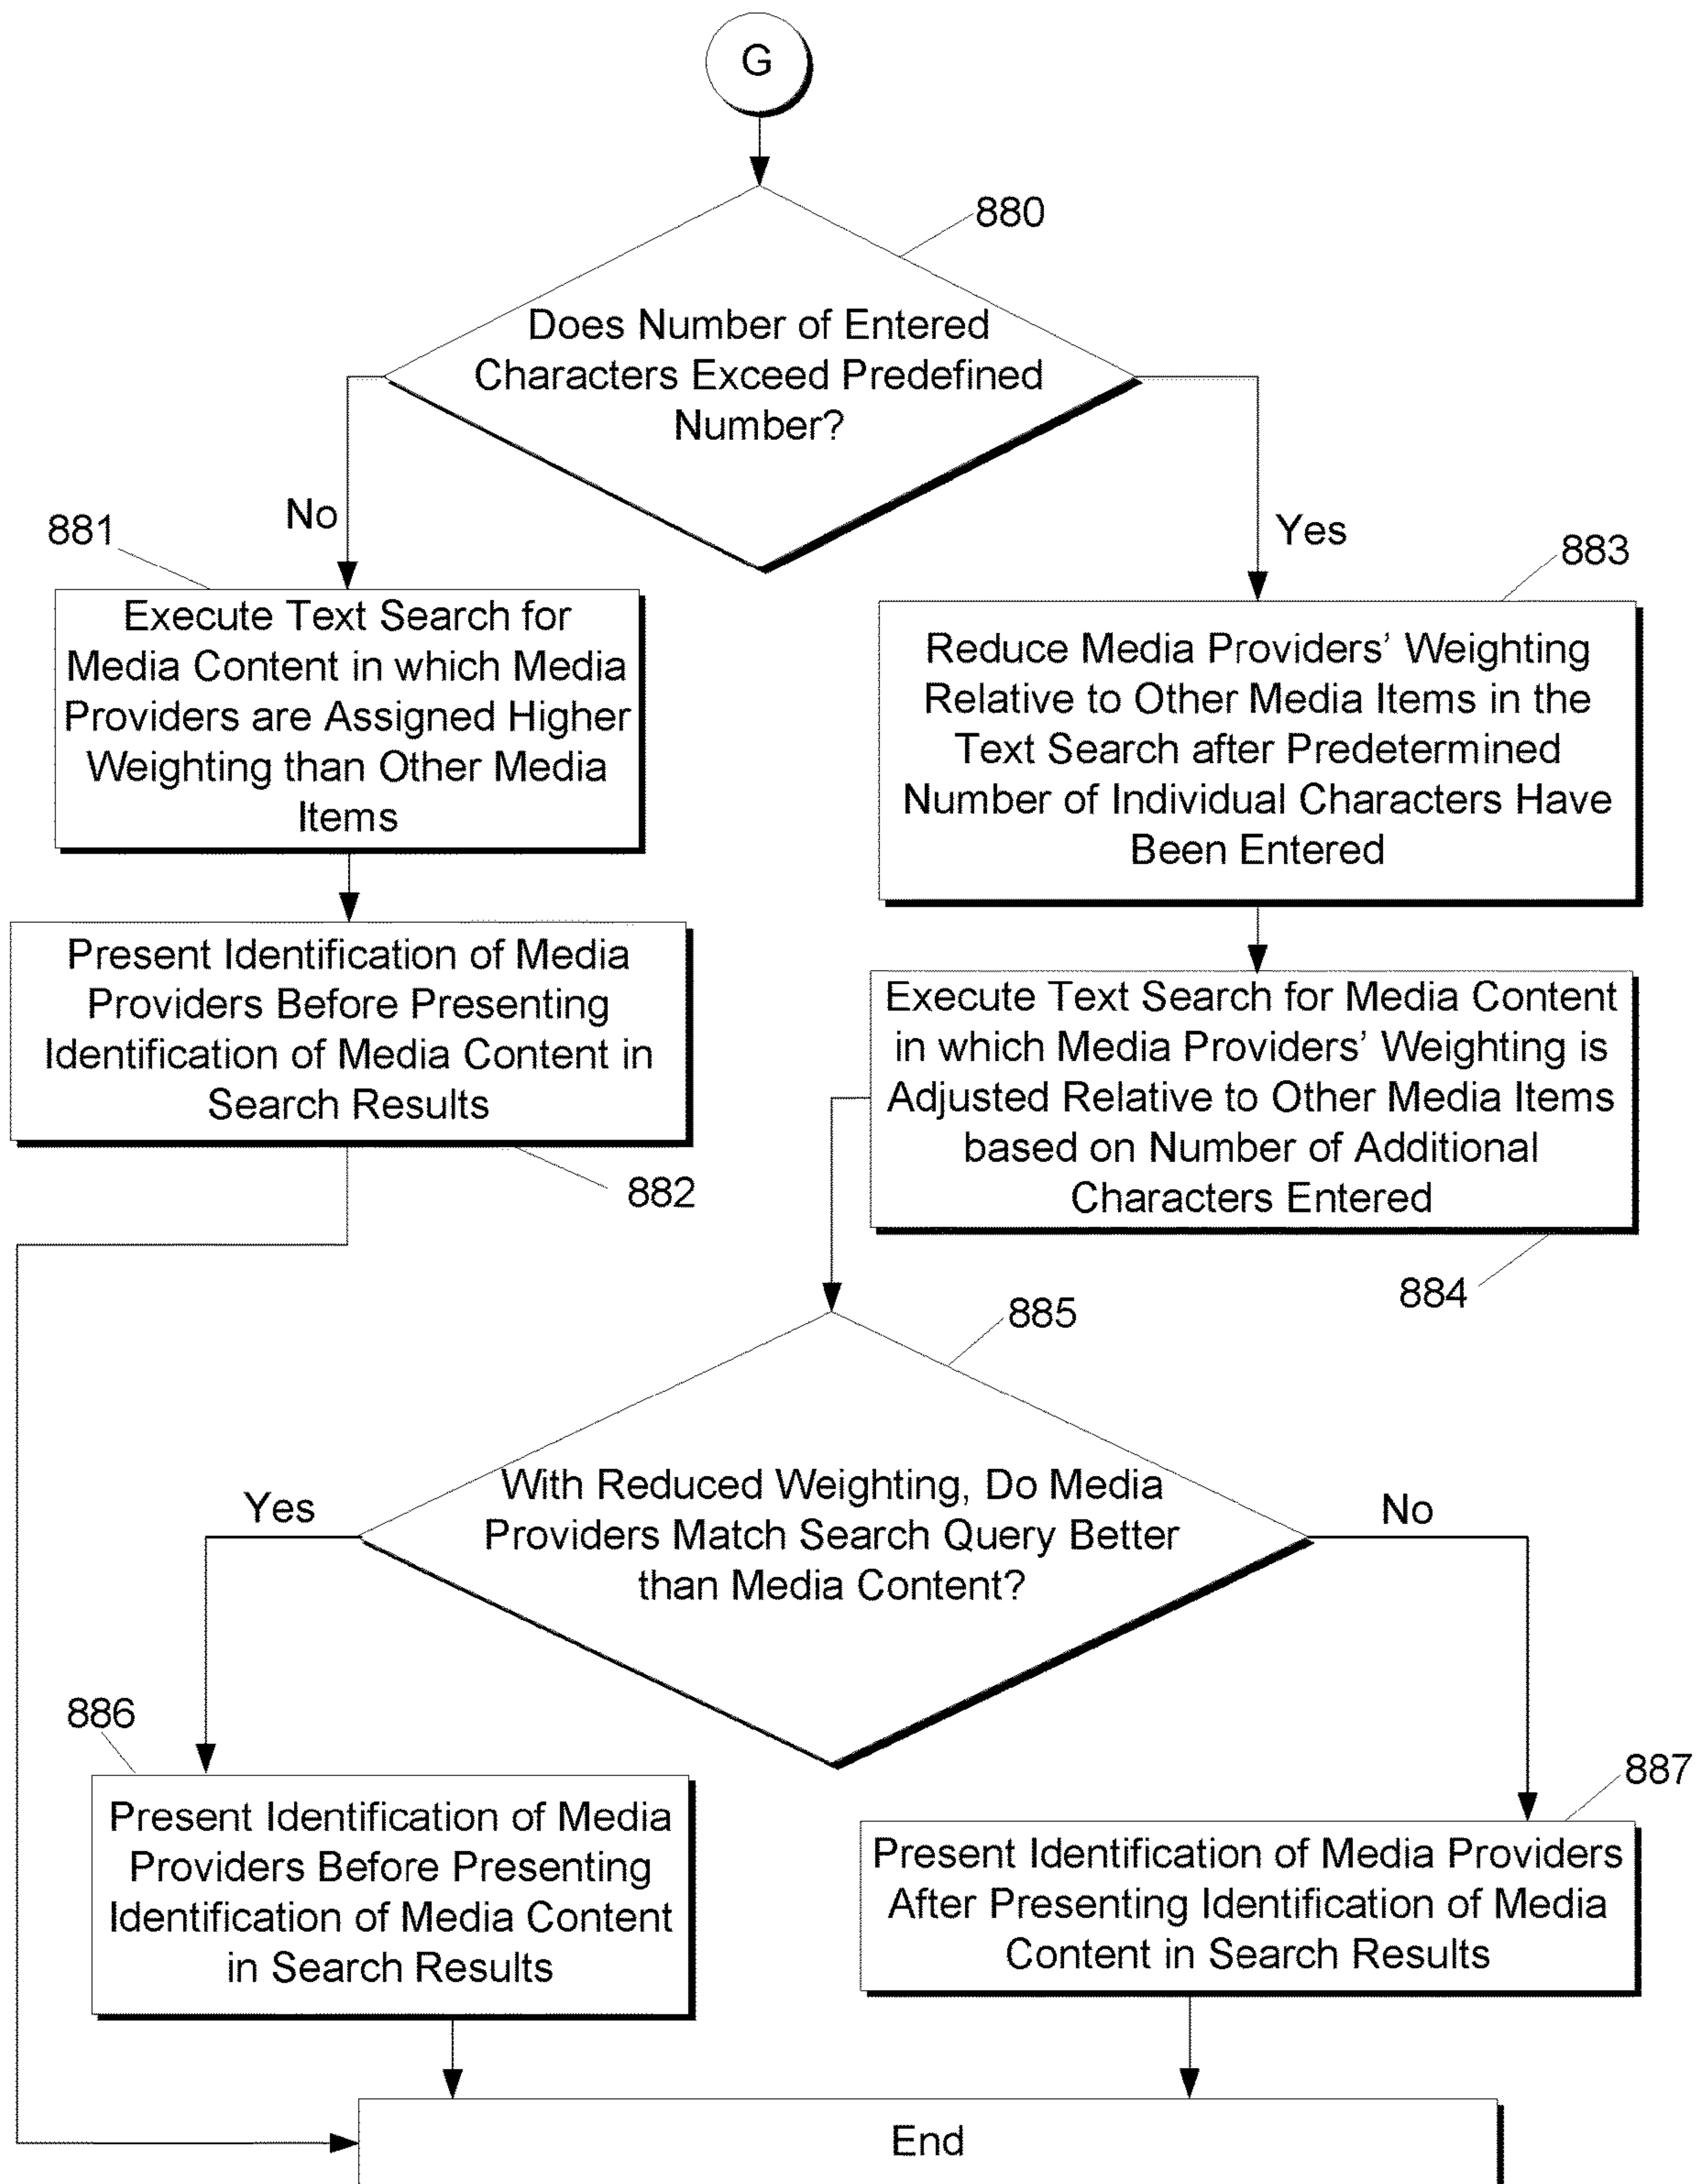 G
880
Does Number of Entered
Characters Exceed Predefined
Number?
No
Yes
881
883
Execute Text Search for
Media Content in which Media
Providers are Assigned Higher
Weighting than Other Media
Items
Reduce Media Providers’ Weighting
Relative to Other Media Items in the
Text Search after Predetermined
Number of Individual Characters Have
Been Entered
Present Identification of Media
Providers Before Presenting
Identification of Media Content in
Search Results
882
Execute Text Search for Media Content
in which Media Providers’ Weighting is
Adjusted Relative to Other Media Items
based on Number of Additional
Characters Entered
884
885
With Reduced Weighting, Do Media
Providers Match Search Query Better
than Media Content?
Yes
No
886
887
Present Identification of Media
Providers Before Presenting
Identification of Media Content
in Search Results
Present Identification of Media Providers
After Presenting Identification of Media
Content in Search Results
End